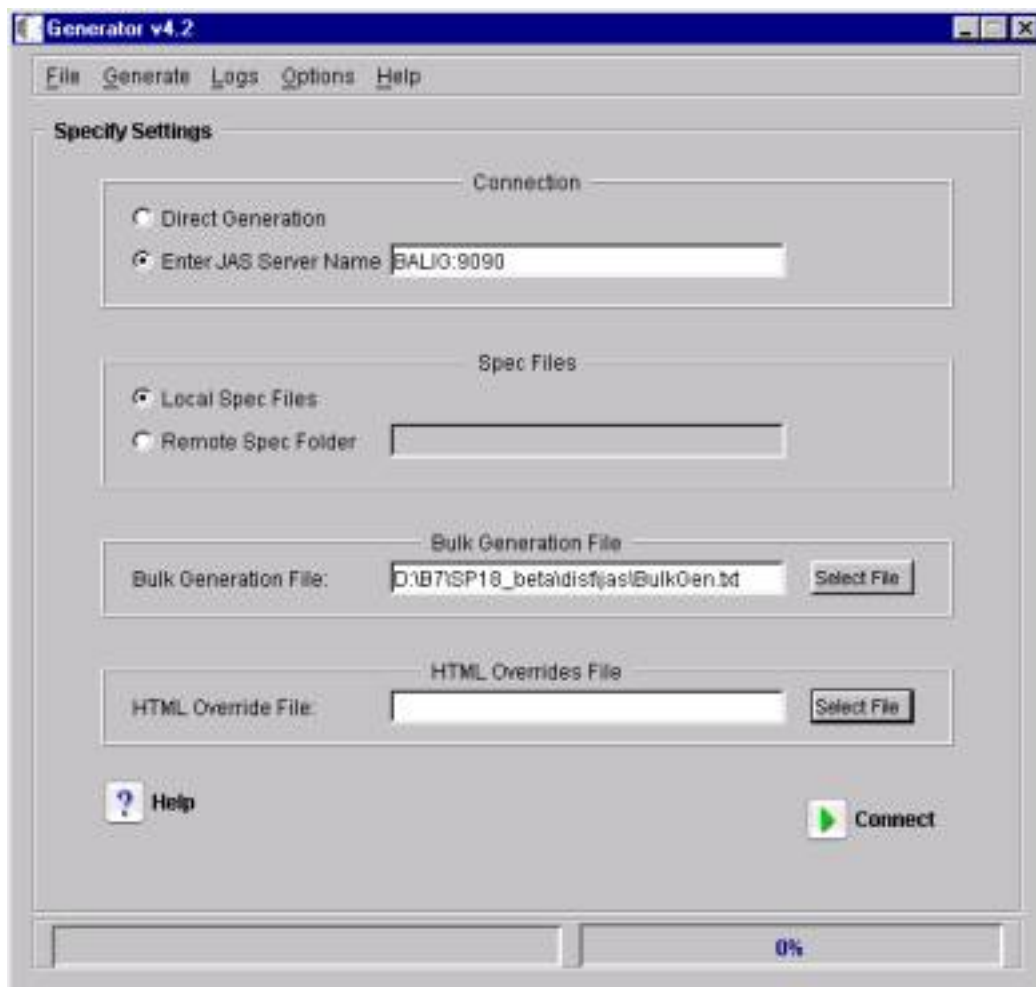 Generator v4.2
File Generate Logs Options Help
Specify Settings
Connection
Direct Generation
Enter JAS Server Name BALIG:9090
Spec Files
Local Spec Files
Remote Spec Folder
Bulk Generation File
Bulk Generation File: D:\B7\SP18_beta\dist\jas\BulkGen.txt Select File
HTML Overrides File
HTML Override File: Select File
? Help
Connect
0%